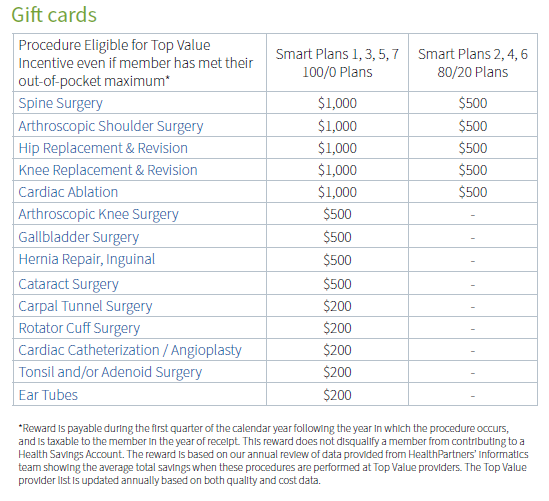 Gift cards
Procedure Eligible for Top Value
Incentive even if member has met their
out-of-pocket maximum*
Smart Plans 1, 3, 5, 7
100/0 Plans
Smart Plans 2, 4, 6
80/20 Plans
Spine Surgery $1,000 $500
Arthroscopic Shoulder Surgery $1,000 $500
Hip Replacement & Revision $1,000 $500
Knee Replacement & Revision $1,000 $500
Cardiac Ablation $1,000 $500
Arthroscopic Knee Surgery $500 -
Gallbladder Surgery $500 -
Hernia Repair, Inguinal $500 -
Cataract Surgery $500 -
Carpal Tunnel Surgery $200 -
Rotator Cuff Surgery $200 -
Cardiac Catheterization / Angioplasty $200 -
Tonsil and/or Adenoid Surgery $200 -
Ear Tubes $200 -
*Reward is payable during the first quarter of the calendar year following the year in which the procedure occurs,
and is taxable to the member in the year of receipt. This reward does not disqualify a member from contributing to a
Health Savings Account. The reward is based on our annual review of data provided from HealthPartners' informatics
team showing the average total savings when these procedures are performed at Top Value providers. The Top Value
provider list is updated annually based on both quality and cost data.